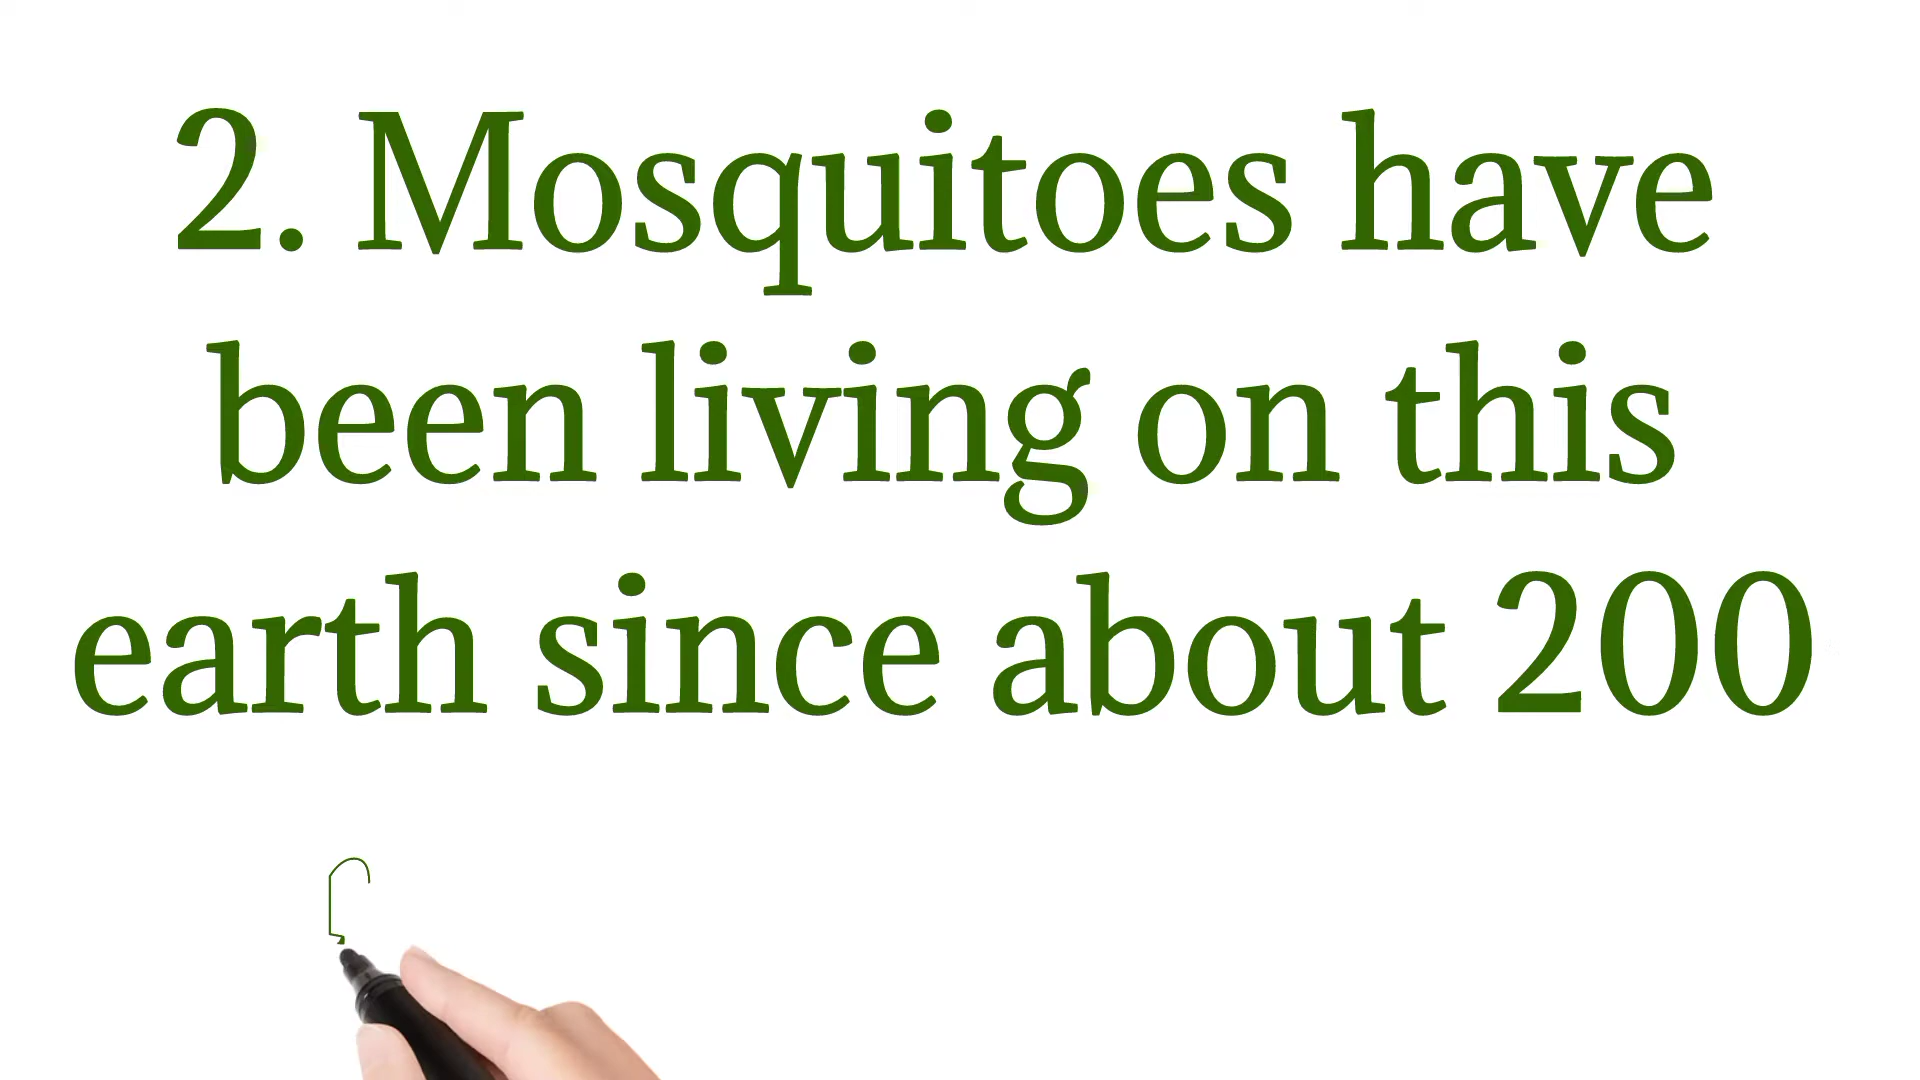 2. Mosquitoes have
been living on this
earth since about 200